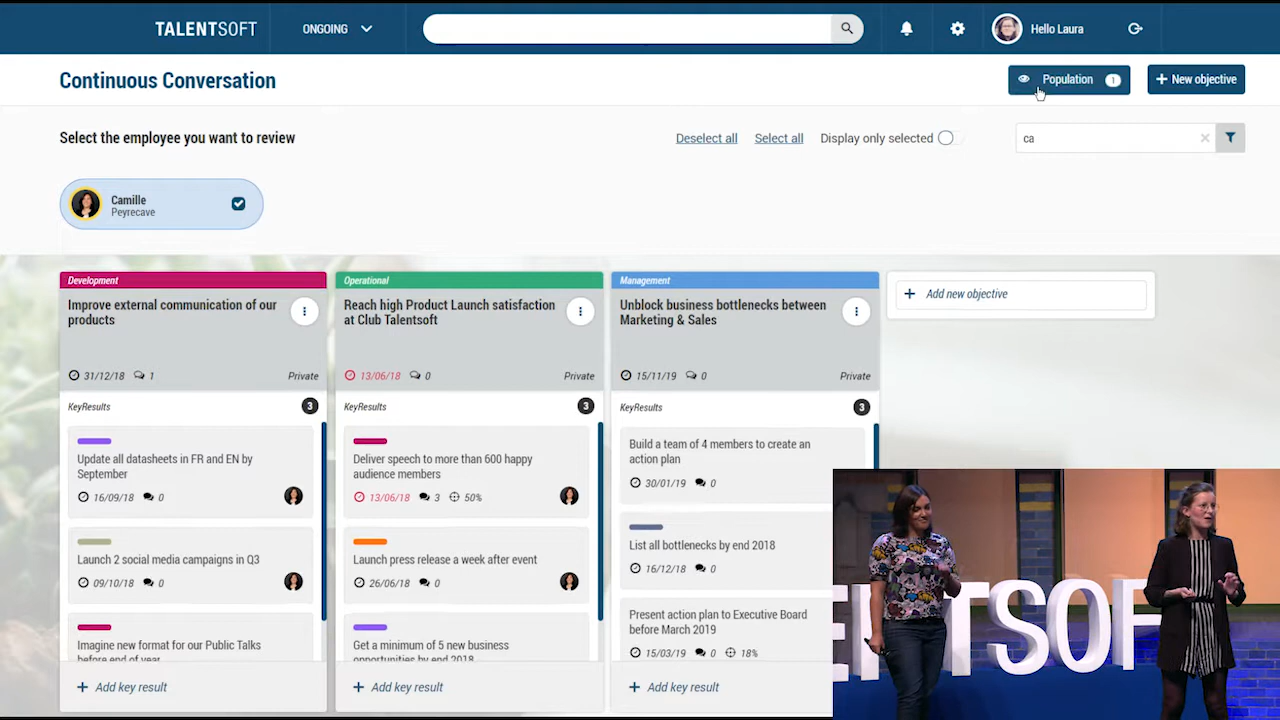 TALENTSOFT
ONGOING
Hello Laura
Continuous Conversation
Population 1
+ New objective
Select the employee you want to review
Deselect all
Select all
Display only selected
ca
Camille
Peyrecave
Development
Improve external communication of our
products
31/12/18 1 Private
KeyResults 3
Update all datasheets in FR and EN by
September
16/09/18 0
Launch 2 social media campaigns in Q3
09/10/18 0
Imagine new format for our Public Talks
before end of year
+ Add key result
Operational
Reach high Product Launch satisfaction
at Club Talentsoft
13/06/18 0 Private
KeyResults 3
Deliver speech to more than 600 happy
audience members
13/06/18 3 50%
Launch press release a week after event
26/06/18 0
Get a minimum of 5 new business
opportunities by end 2018
+ Add key result
Management
Unblock business bottlenecks between
Marketing & Sales
15/11/19 0 Private
KeyResults 3
Build a team of 4 members to create an
action plan
30/01/19 0
List all bottlenecks by end 2018
16/12/18 0
Present action plan to Executive Board
before March 2019
15/03/19 0 18%
+ Add key result
+ Add new objective
ENTSOF